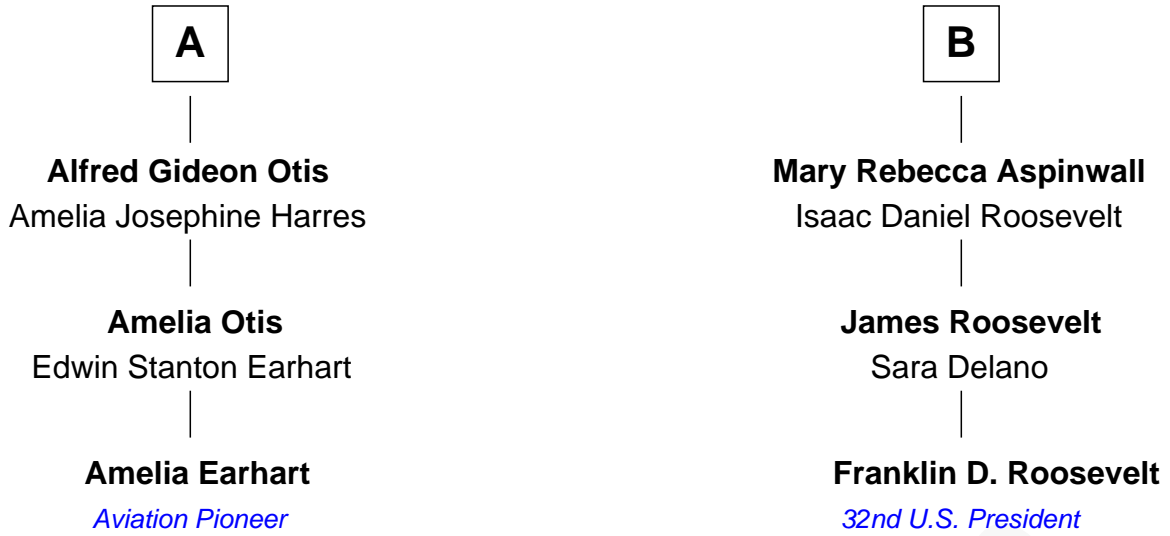 A
Alfred Gideon Otis
Amelia Josephine Harres
Amelia Otis
Edwin Stanton Earhart
Amelia Earhart
Aviation Pioneer
B
Mary Rebecca Aspinwall
Isaac Daniel Roosevelt
James Roosevelt
Sara Delano
Franklin D. Roosevelt
32nd U.S. President